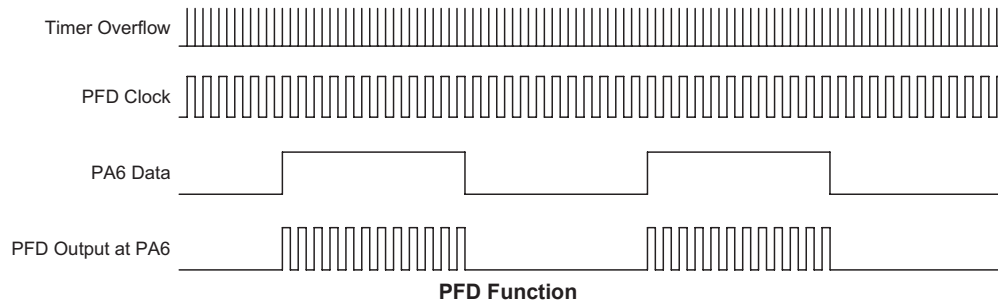 Timer Overflow
PFD Clock
PA6 Data
PFD Output at PA6
PFD Function